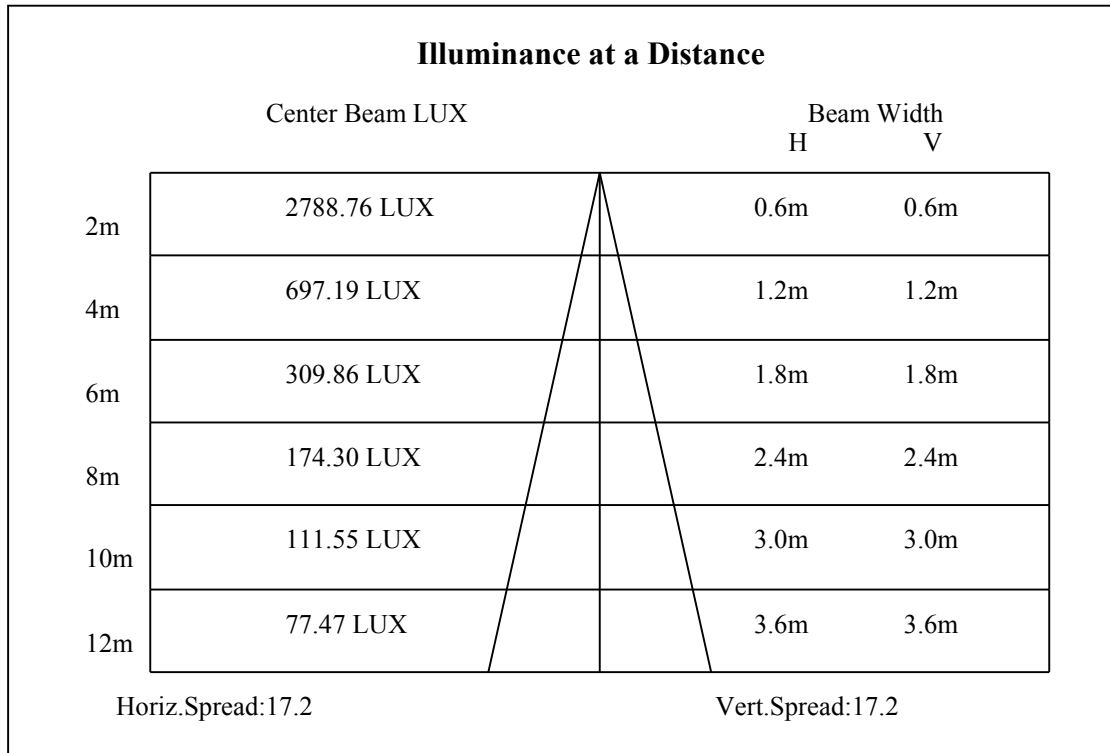 Illuminance at a Distance
Center Beam LUX Beam Width
H V
2m 2788.76 LUX 0.6m 0.6m
4m 697.19 LUX 1.2m 1.2m
6m 309.86 LUX 1.8m 1.8m
8m 174.30 LUX 2.4m 2.4m
10m 111.55 LUX 3.0m 3.0m
12m 77.47 LUX 3.6m 3.6m
Horiz.Spread:17.2 Vert.Spread:17.2